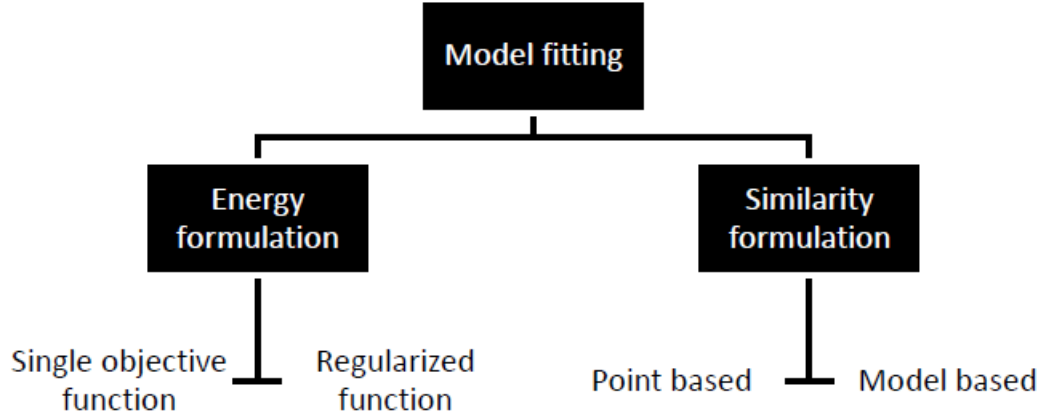 Model fitting
Energy
formulation
Similarity
formulation
Single objective
function
Regularized
function
Point based
Model based